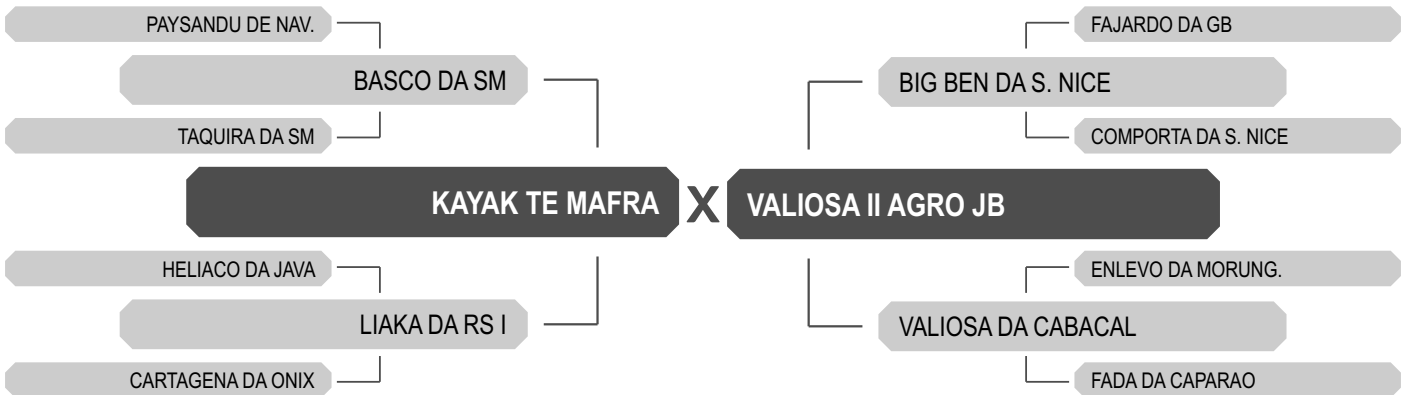 PAYSANDU DE NAV.
BASCO DA SM
TAQUIRA DA SM
KAYAK TE MAFRA X VALIOSA II AGRO JB
HELIACO DA JAVA
LIAKA DA RS I
CARTAGENA DA ONIX
FAJARDO DA GB
BIG BEN DA S. NICE
COMPORTA DA S. NICE
ENLEVO DA MORUNG.
VALIOSA DA CABACAL
FADA DA CAPARAO